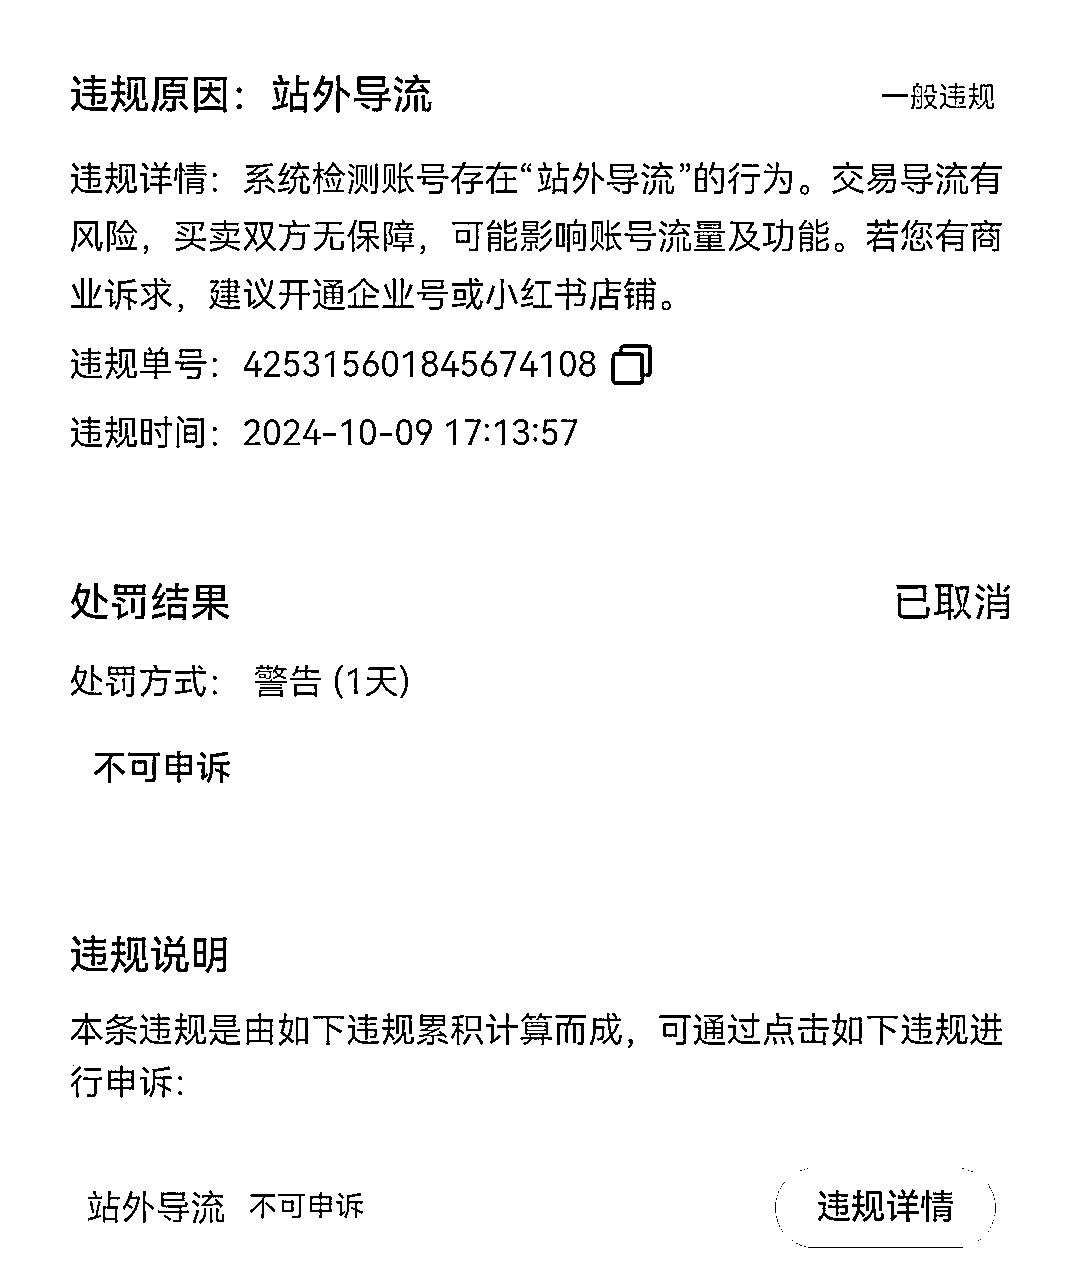 违规原因：站外导流 一般违规
违规详情：系统检测账号存在“站外导流”的行为。交易导流有
风险，买卖双方无保障，可能影响账号流量及功能。若您有商
业诉求，建议开通企业号或小红书店铺。
违规单号：425315601845674108
违规时间：2024-10-09 17:13:57
处罚结果 已取消
处罚方式： 警告 (1天)
不可申诉
违规说明
本条违规是由如下违规累积计算而成，可通过点击如下违规进
行申诉：
站外导流 不可申诉 违规详情